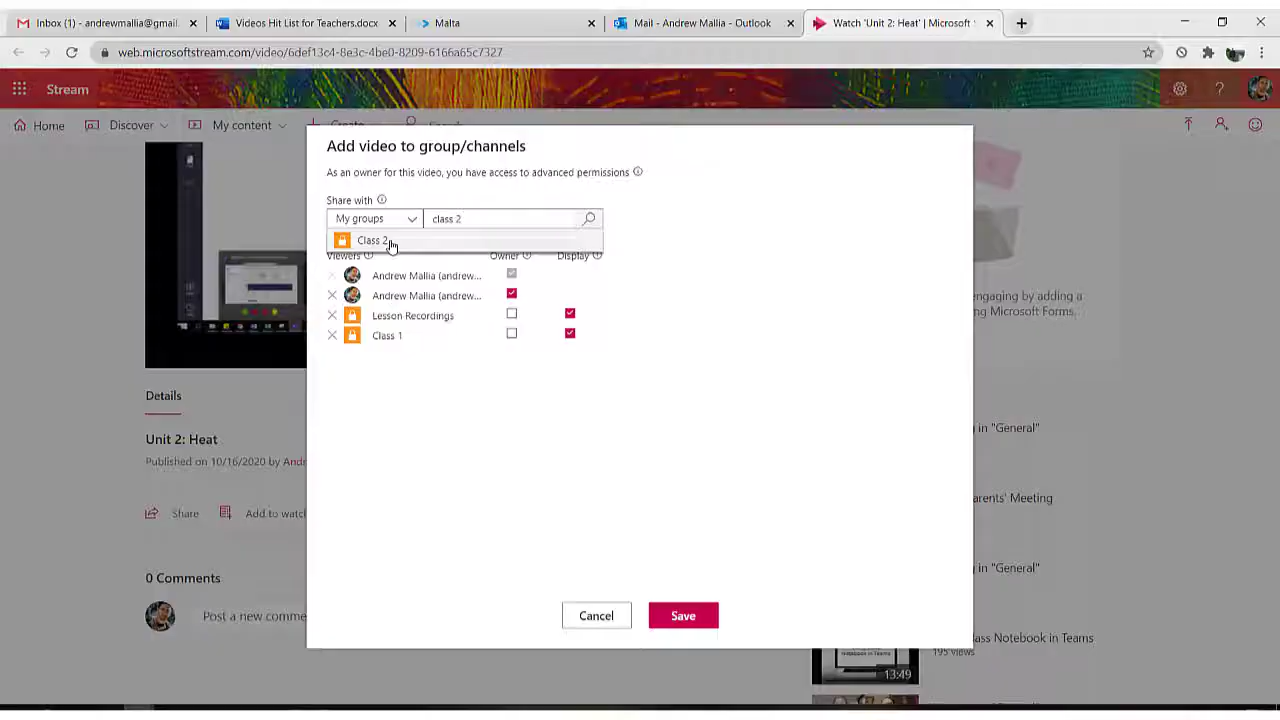 Inbox (1) - andrewmallia@gmail. Videos Hit List for Teachers.docx Malta Mail - Andrew Mallia - Outlook Watch 'Unit 2: Heat' | Microsoft
web.microsoftstream.com/video/6def13c4-8e3c-4be0-8209-6166a65c7327
Stream
Home Discover My content Create
Add video to group/channels
As an owner for this video, you have access to advanced permissions
Share with
My groups class 2
Class 2
Viewers Owner Display
Andrew Mallia (andrew...
Andrew Mallia (andrew...
Lesson Recordings
Class 1
engaging by adding a
ng Microsoft Forms.
Details
Unit 2: Heat
Published on 10/16/2020 by Andr
g in "General"
arents' Meeting
Share Add to watch
g in "General"
0 Comments
Post a new comme
Cancel Save
ass Notebook in Teams
195 views
13:49